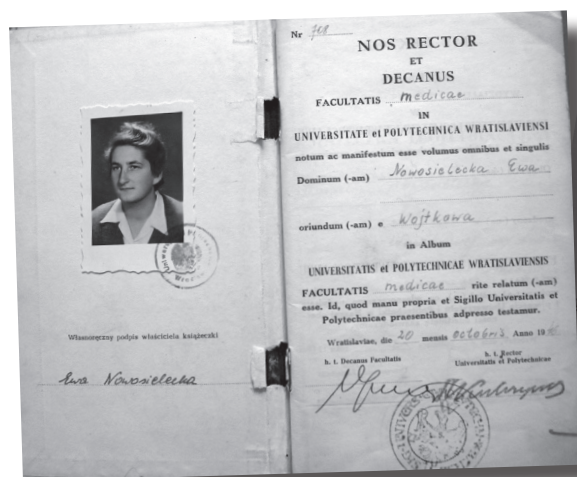 Własnoręczny podpis właściciela książeczki
Ewa Nowosielecka
Nr 708
NOS RECTOR
ET
DECANUS
FACULTATIS medicae
IN
UNIVERSITATE et POLYTECHNICA WRATISLAVIENSI
notum ac manifestum esse volumus omnibus et singulis
Dominum (-am) Nowosielecka Ewa
oriundum (-am) e Wojtkowa
in Album
UNIVERSITATIS et POLYTECHNICAE WRATISLAVIENSIS
FACULTATIS medicae rite relatum (-am)
esse. Id, quod manu propria et Sigillo Universitatis et
Polytechnicae praesentibus adpresso testamur.
Wratislaviae, die 20 mensis octobris Anno 19
h. t. Decanus Facultatis
h. t. Rector
Universitatis et Polytechnicae